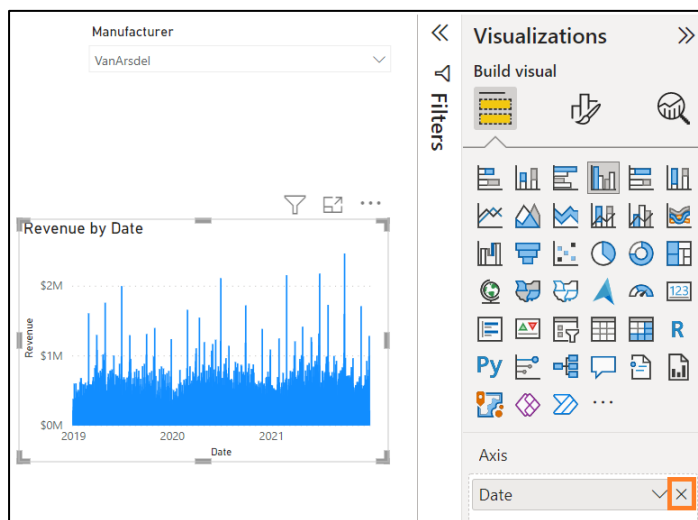 Manufacturer
VanArsdel
Revenue by Date
$2M
$1M
$0M
Revenue
2019 2020 2021
Date
Filters
Visualizations
Build visual
123
R
Py
Axis
Date